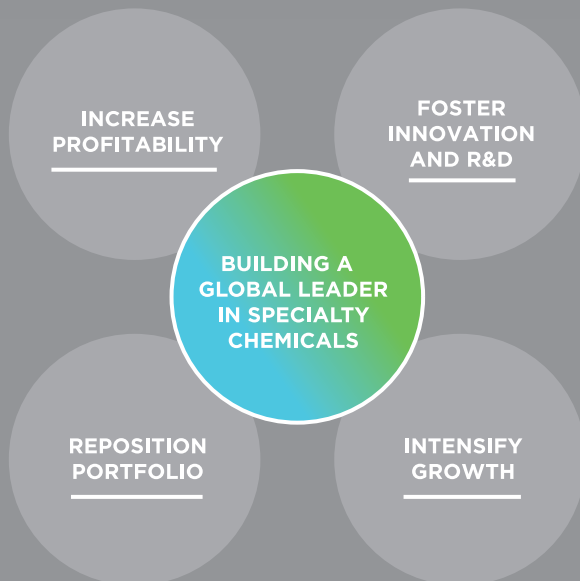 INCREASE
PROFITABILITY
FOSTER
INNOVATION
AND R&D
BUILDING A
GLOBAL LEADER
IN SPECIALTY
CHEMICALS
REPOSITION
PORTFOLIO
INTENSIFY
GROWTH